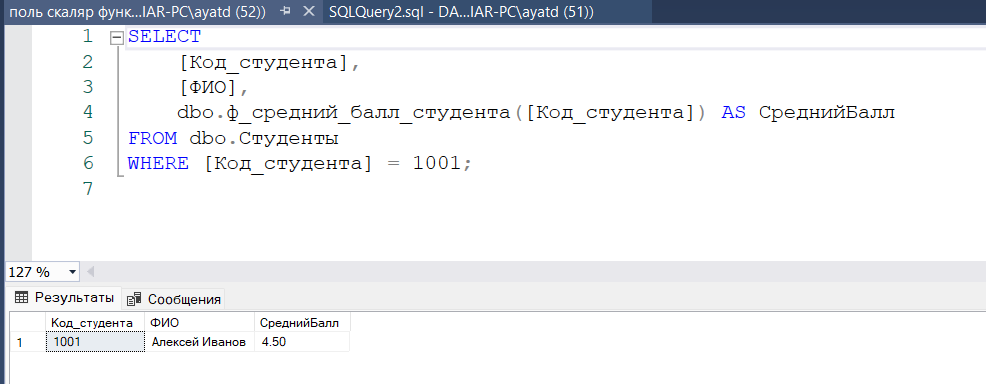 поль скаляр функ...IAR-PC\ayatd (52)) SQLQuery2.sql - DA...IAR-PC\ayatd (51))
1 SELECT
2 [Код_студента],
3 [ФИО],
4 dbo.ф_средний_балл_студента([Код_студента]) AS СреднийБалл
5 FROM dbo.Студенты
6 WHERE [Код_студента] = 1001;
7
127 %
Результаты Сообщения
Код_студента ФИО СреднийБалл
1 1001 Алексей Иванов 4.50